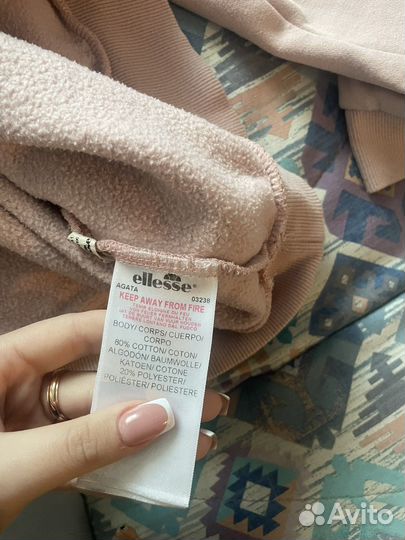 ellesse
AGATA 03238
KEEP AWAY FROM FIRE
BODY/ CORPS/ CUERPO/
CORPO
80% COTTON/ COTON/
ALGODÓN/ BAUMWOLLE/
KATOEN/ COTONE
20% POLYESTER/
POLIÉSTER/ POLIESTERE
Avito